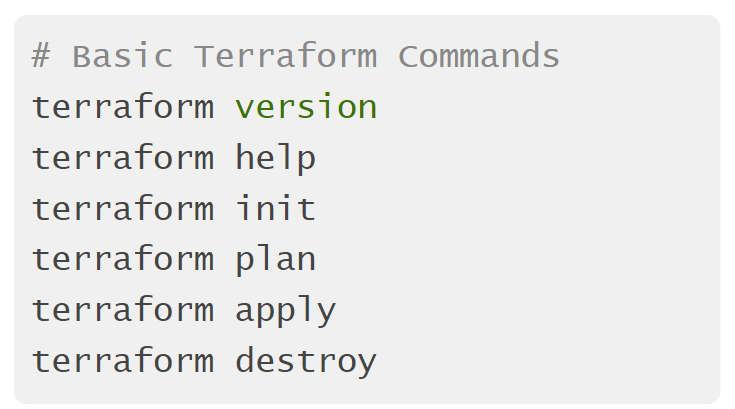 # Basic Terraform Commands
terraform version
terraform help
terraform init
terraform plan
terraform apply
terraform destroy